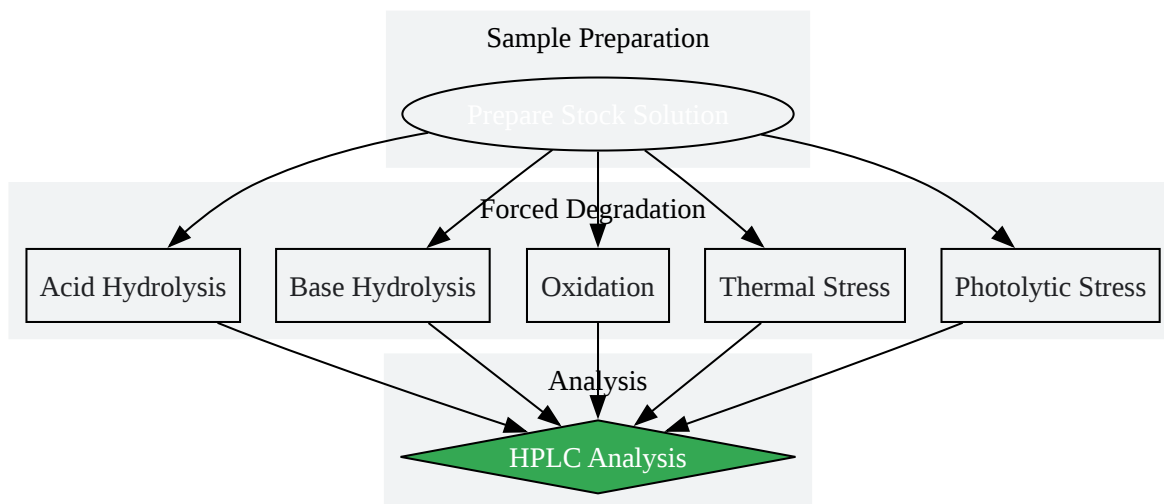 Sample Preparation
Prepare Stock Solution
Forced Degradation
Acid Hydrolysis
Base Hydrolysis
Oxidation
Thermal Stress
Photolytic Stress
Analysis
HPLC Analysis